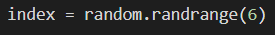 index = random.randrange(6)